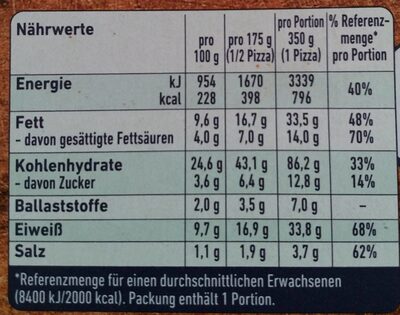 Nährwerte pro 100 g pro 175 g (1/2 Pizza) pro Portion 350 g (1 Pizza) % Referenz-menge* pro Portion
Energie kJ 954 1670 3339 40%
kcal 228 398 796
Fett 9,6 g 16,7 g 33,5 g 48%
- davon gesättigte Fettsäuren 4,0 g 7,0 g 14,0 g 70%
Kohlenhydrate 24,6 g 43,1 g 86,2 g 33%
- davon Zucker 3,6 g 6,4 g 12,8 g 14%
Ballaststoffe 2,0 g 3,5 g 7,0 g –
Eiweiß 9,7 g 16,9 g 33,8 g 68%
Salz 1,1 g 1,9 g 3,7 g 62%
*Referenzmenge für einen durchschnittlichen Erwachsenen
(8400 kJ/2000 kcal). Packung enthält 1 Portion.